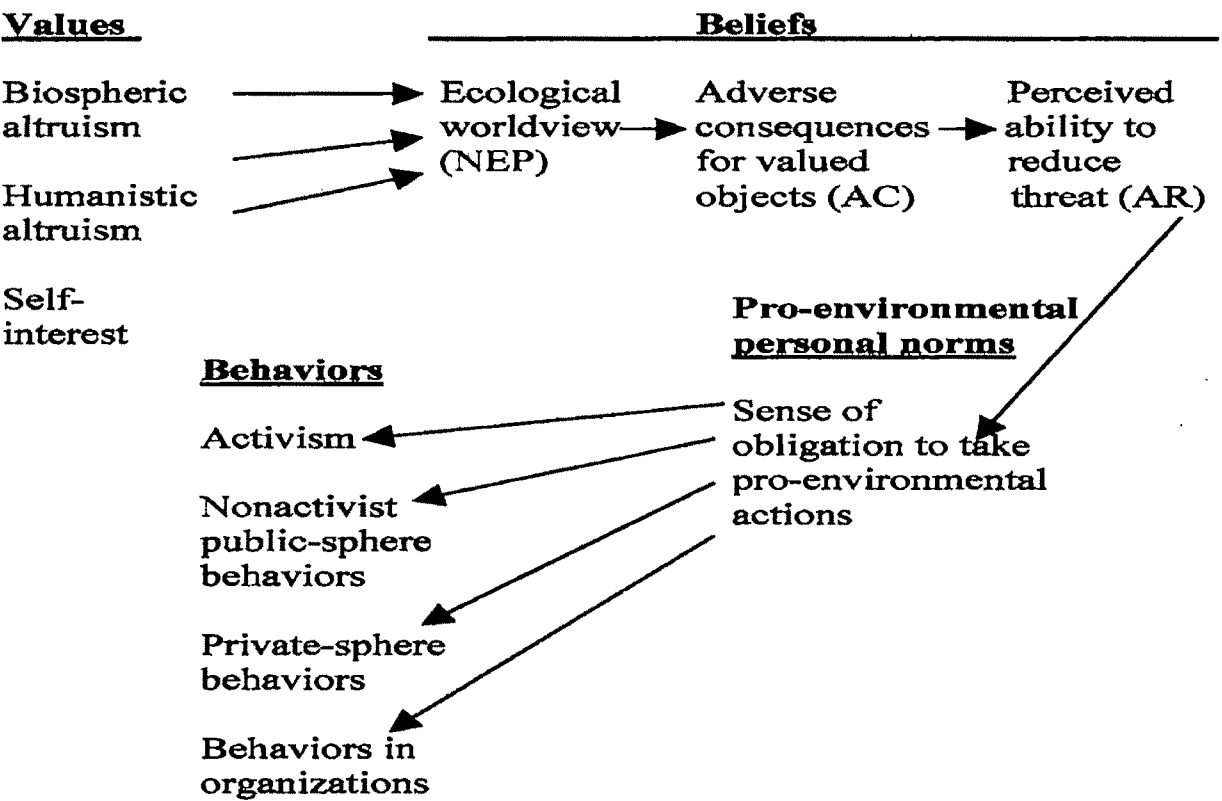 Values
Beliefs
Biospheric
altruism
Humanistic
altruism
Self-
interest
Ecological
worldview
(NEP)
Adverse
consequences
for valued
objects (AC)
Perceived
ability to
reduce
threat (AR)
Pro-environmental
personal norms
Sense of
obligation to take
pro-environmental
actions
Behaviors
Activism
Nonactivist
public-sphere
behaviors
Private-sphere
behaviors
Behaviors in
organizations